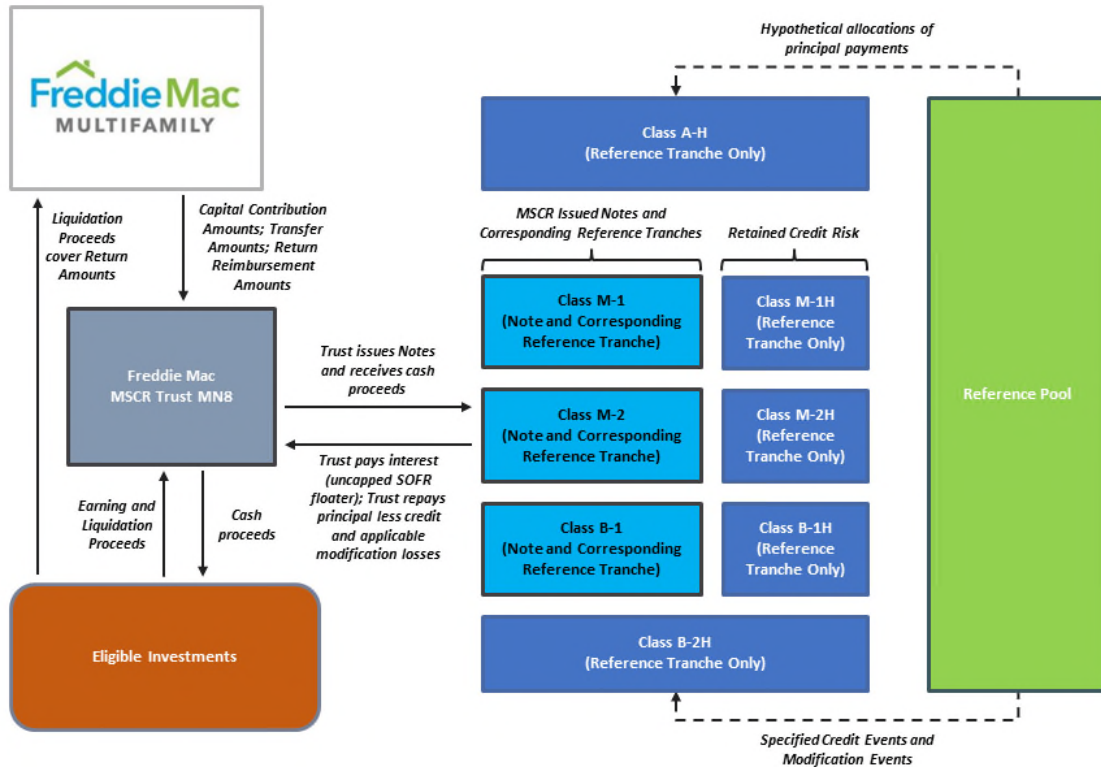 Freddie Mac
MULTIFAMILY
Hypothetical allocations of
principal payments
Class A-H
(Reference Tranche Only)
Liquidation
Proceeds
cover Return
Amounts
Capital Contribution
Amounts; Transfer
Amounts; Return
Reimbursement
Amounts
MSCR Issued Notes and
Corresponding Reference Tranches
Retained Credit Risk
Class M-1
(Note and Corresponding
Reference Tranche)
Class M-1H
(Reference
Tranche Only)
Freddie Mac
MSCR Trust MN8
Trust issues Notes
and receives cash
proceeds
Class M-2
(Note and Corresponding
Reference Tranche)
Class M-2H
(Reference
Tranche Only)
Reference Pool
Trust pays interest
(uncapped SOFR
floater); Trust repays
principal less credit
and applicable
modification losses
Earning and
Liquidation
Proceeds
Cash
proceeds
Class B-1
(Note and Corresponding
Reference Tranche)
Class B-1H
(Reference
Tranche Only)
Eligible Investments
Class B-2H
(Reference Tranche Only)
Specified Credit Events and
Modification Events